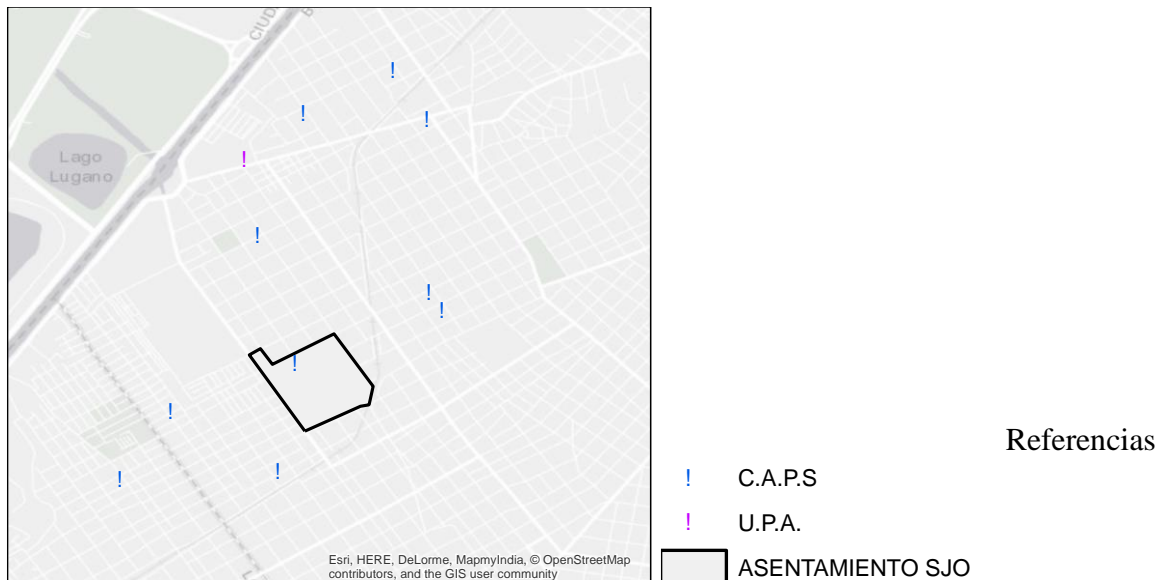 CIUD
B
Lago
Lugano
L
Esri, HERE, DeLorme, MapmyIndia, © OpenStreetMap
contributors, and the GIS user community
Referencias
! C.A.P.S
! U.P.A.
ASENTAMIENTO SJO